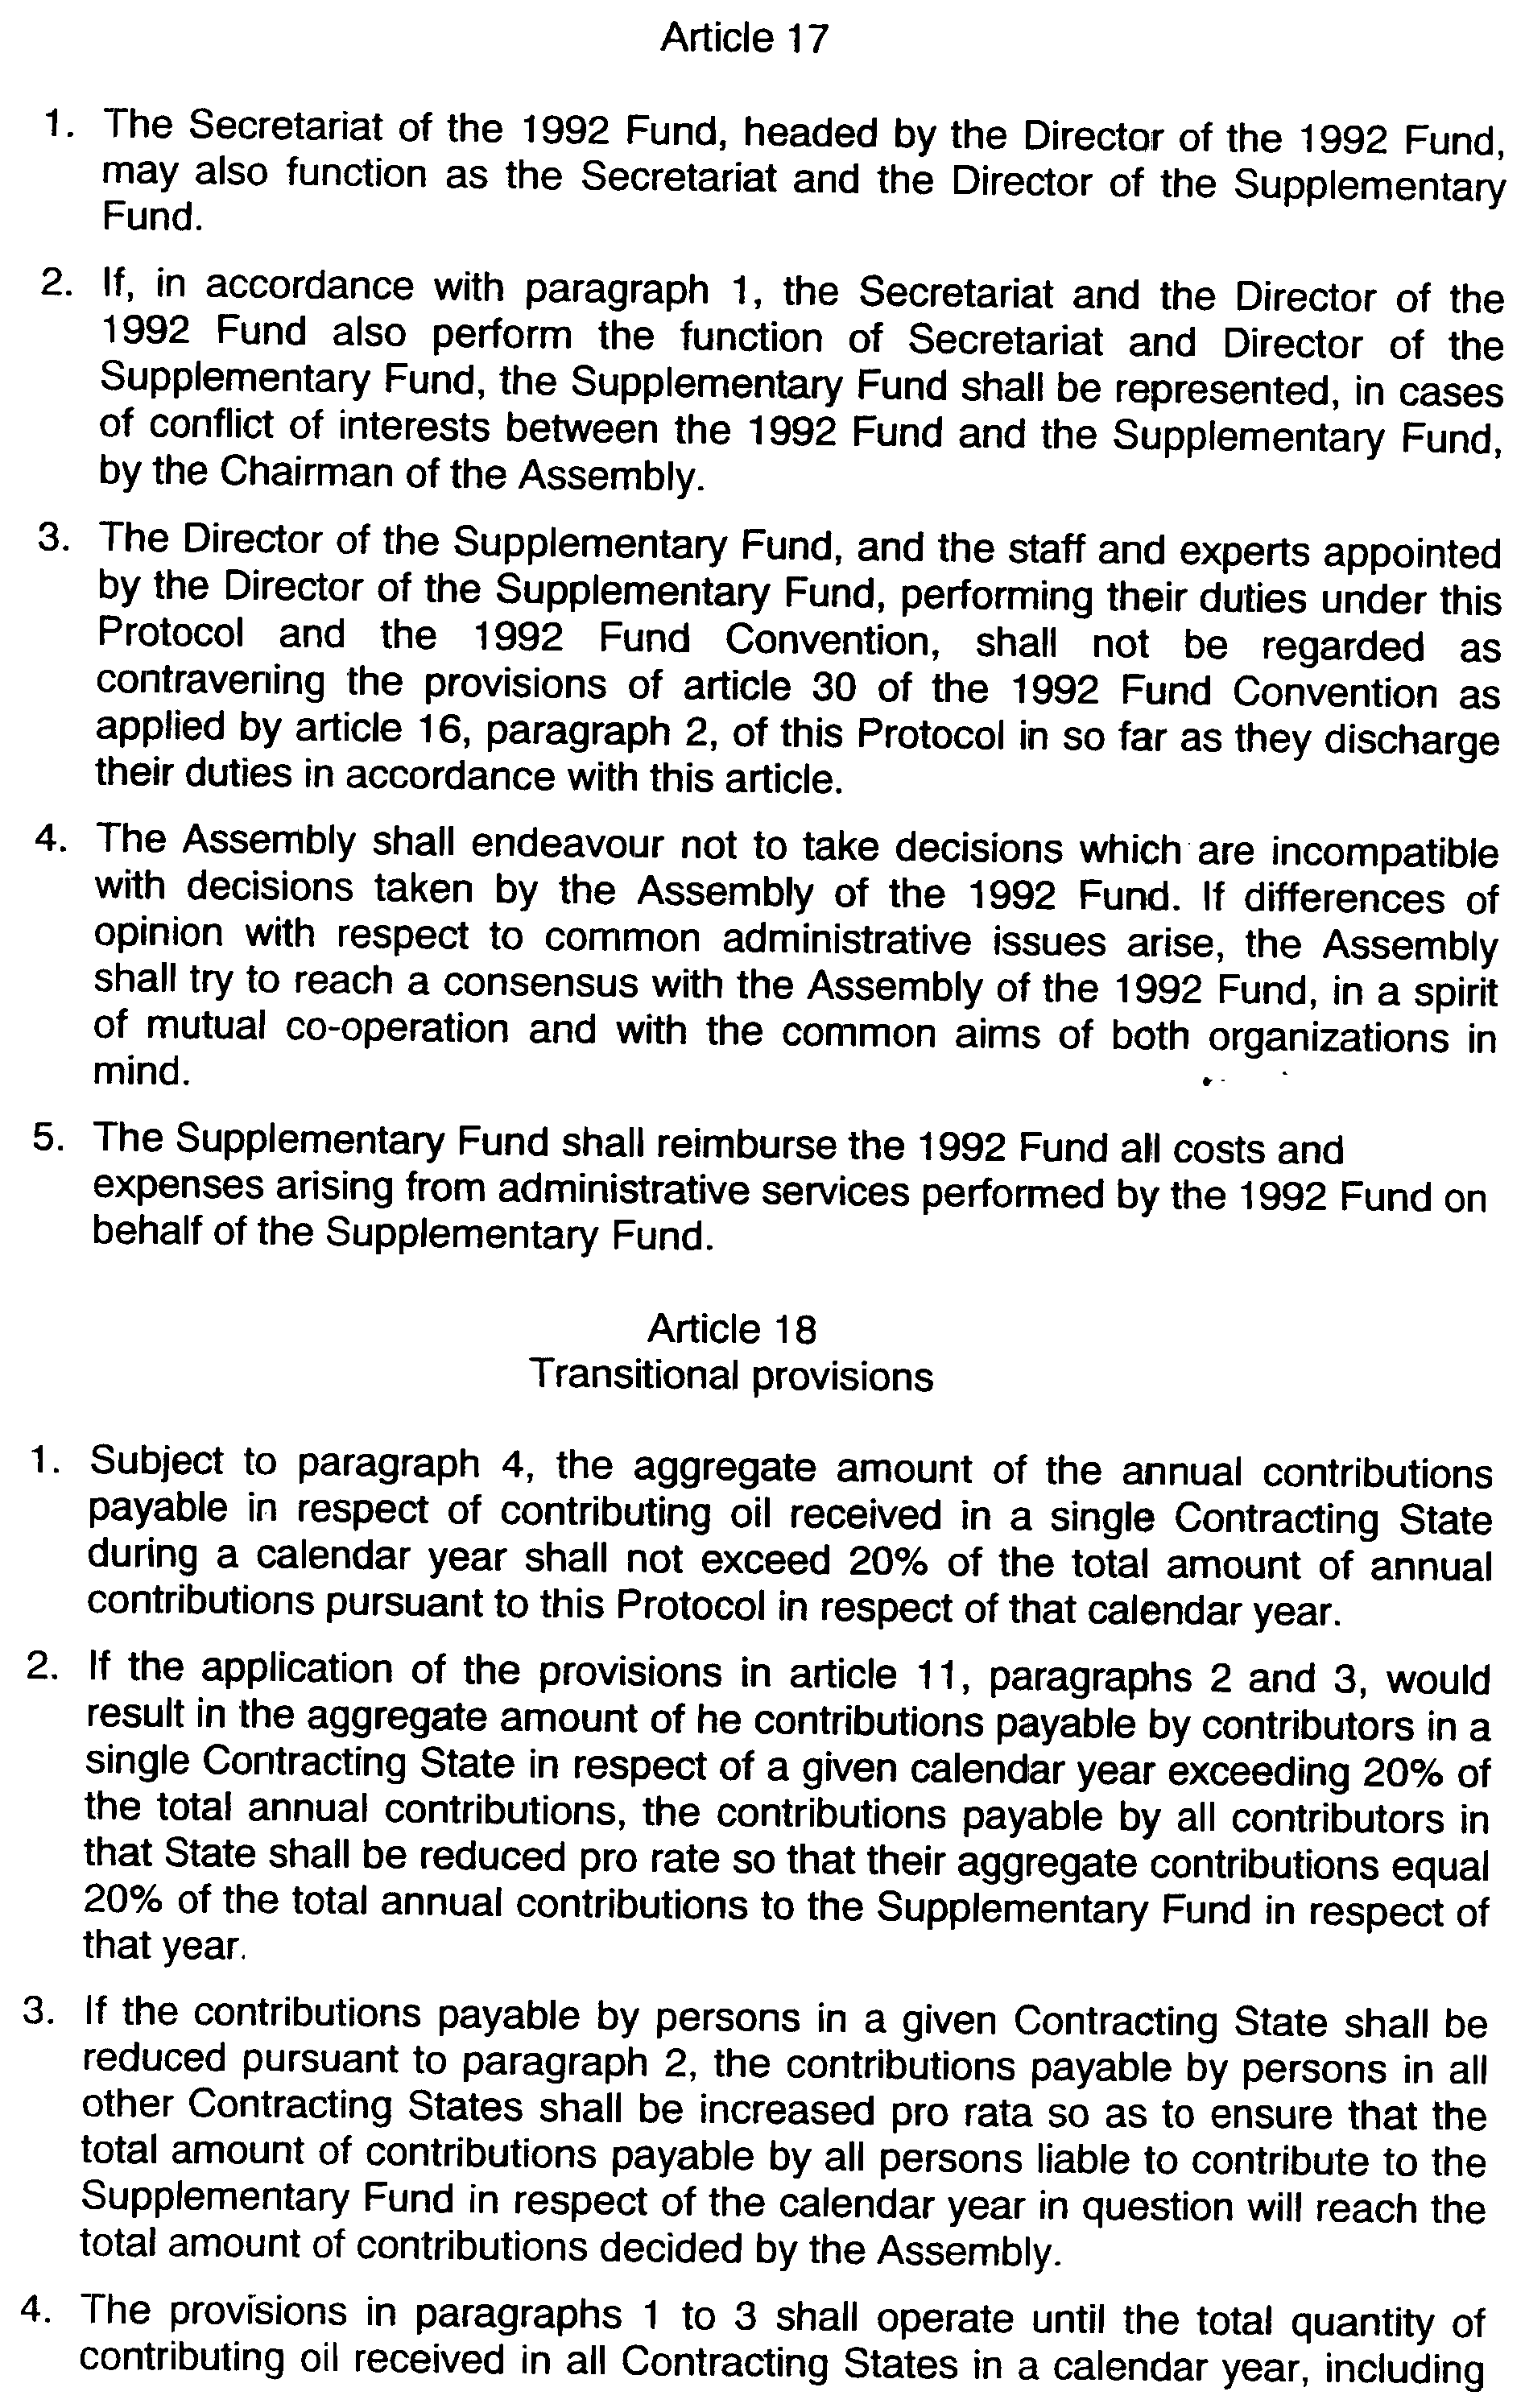 Article 17
1. The Secretariat of the 1992 Fund, headed by the Director of the 1992 Fund,
may also function as the Secretariat and the Director of the Supplementary
Fund.
2. If, in accordance with paragraph 1, the Secretariat and the Director of the
1992 Fund also perform the function of Secretariat and Director of the
Supplementary Fund, the Supplementary Fund shall be represented, in cases
of conflict of interests between the 1992 Fund and the Supplementary Fund,
by the Chairman of the Assembly.
3. The Director of the Supplementary Fund, and the staff and experts appointed
by the Director of the Supplementary Fund, performing their duties under this
Protocol and the 1992 Fund Convention, shall not be regarded as
contravening the provisions of article 30 of the 1992 Fund Convention as
applied by article 16, paragraph 2, of this Protocol in so far as they discharge
their duties in accordance with this article.
4. The Assembly shall endeavour not to take decisions which are incompatible
with decisions taken by the Assembly of the 1992 Fund. If differences of
opinion with respect to common administrative issues arise, the Assembly
shall try to reach a consensus with the Assembly of the 1992 Fund, in a spirit
of mutual co-operation and with the common aims of both organizations in
mind.
5. The Supplementary Fund shall reimburse the 1992 Fund all costs and
expenses arising from administrative services performed by the 1992 Fund on
behalf of the Supplementary Fund.
Article 18
Transitional provisions
1. Subject to paragraph 4, the aggregate amount of the annual contributions
payable in respect of contributing oil received in a single Contracting State
during a calendar year shall not exceed 20% of the total amount of annual
contributions pursuant to this Protocol in respect of that calendar year.
2. If the application of the provisions in article 11, paragraphs 2 and 3, would
result in the aggregate amount of he contributions payable by contributors in a
single Contracting State in respect of a given calendar year exceeding 20% of
the total annual contributions, the contributions payable by all contributors in
that State shall be reduced pro rate so that their aggregate contributions equal
20% of the total annual contributions to the Supplementary Fund in respect of
that year.
3. If the contributions payable by persons in a given Contracting State shall be
reduced pursuant to paragraph 2, the contributions payable by persons in all
other Contracting States shall be increased pro rata so as to ensure that the
total amount of contributions payable by all persons liable to contribute to the
Supplementary Fund in respect of the calendar year in question will reach the
total amount of contributions decided by the Assembly.
4. The provisions in paragraphs 1 to 3 shall operate until the total quantity of
contributing oil received in all Contracting States in a calendar year, including